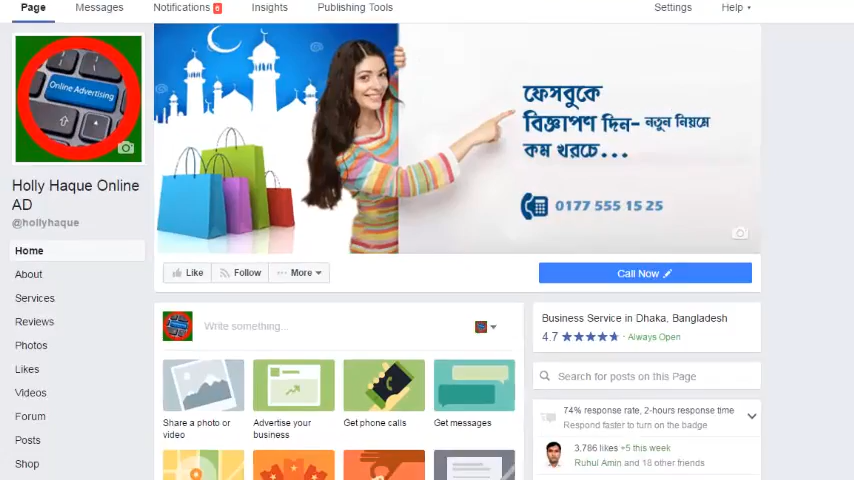 Page Messages Notifications 6 Insights Publishing Tools Settings Help
Online Advertising
ফেসবুকে
বিজ্ঞাপণ দিন- নতুন নিয়মে
কম খরচে...
0177 555 15 25
Holly Haque Online
AD
@hollyhaque
Home
About
Services
Reviews
Photos
Likes
Videos
Forum
Posts
Shop
Like Follow More Call Now
Write something...
Share a photo or
video
Advertise your
business
Get phone calls
Get messages
Business Service in Dhaka, Bangladesh
4.7 · Always Open
Search for posts on this Page
74% response rate, 2-hours response time
Respond faster to turn on the badge
3,786 likes +5 this week
Ruhul Amin and 18 other friends